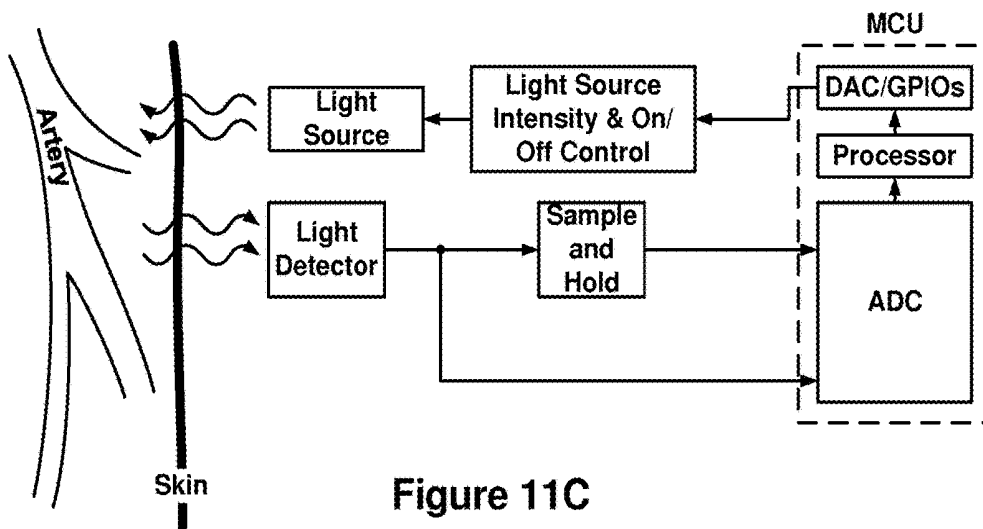 MCU
DAC/GPIOs
Processor
ADC
Light Source
Intensity & On/
Off Control
Light
Source
Artery
Light
Detector
Sample
and
Hold
Skin
Figure 11C